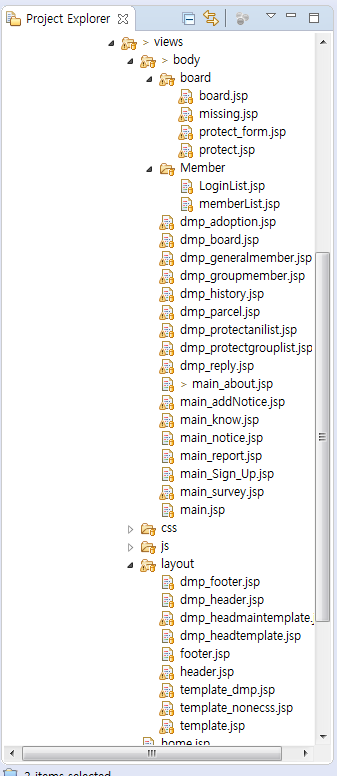 Project Explorer
> views
> body
board
board.jsp
missing.jsp
protect_form.jsp
protect.jsp
Member
LoginList.jsp
memberList.jsp
dmp_adoption.jsp
dmp_board.jsp
dmp_generalmember.jsp
dmp_groupmember.jsp
dmp_history.jsp
dmp_parcel.jsp
dmp_protectanilist.jsp
dmp_protectgrouplist.jsp
dmp_reply.jsp
> main_about.jsp
main_addNotice.jsp
main_know.jsp
main_notice.jsp
main_report.jsp
main_Sign_Up.jsp
main_survey.jsp
main.jsp
css
js
layout
dmp_footer.jsp
dmp_header.jsp
dmp_headmaintemplate.
dmp_headtemplate.jsp
footer.jsp
header.jsp
template_dmp.jsp
template_nonecss.jsp
template.jsp
home.jsp
2 items selected